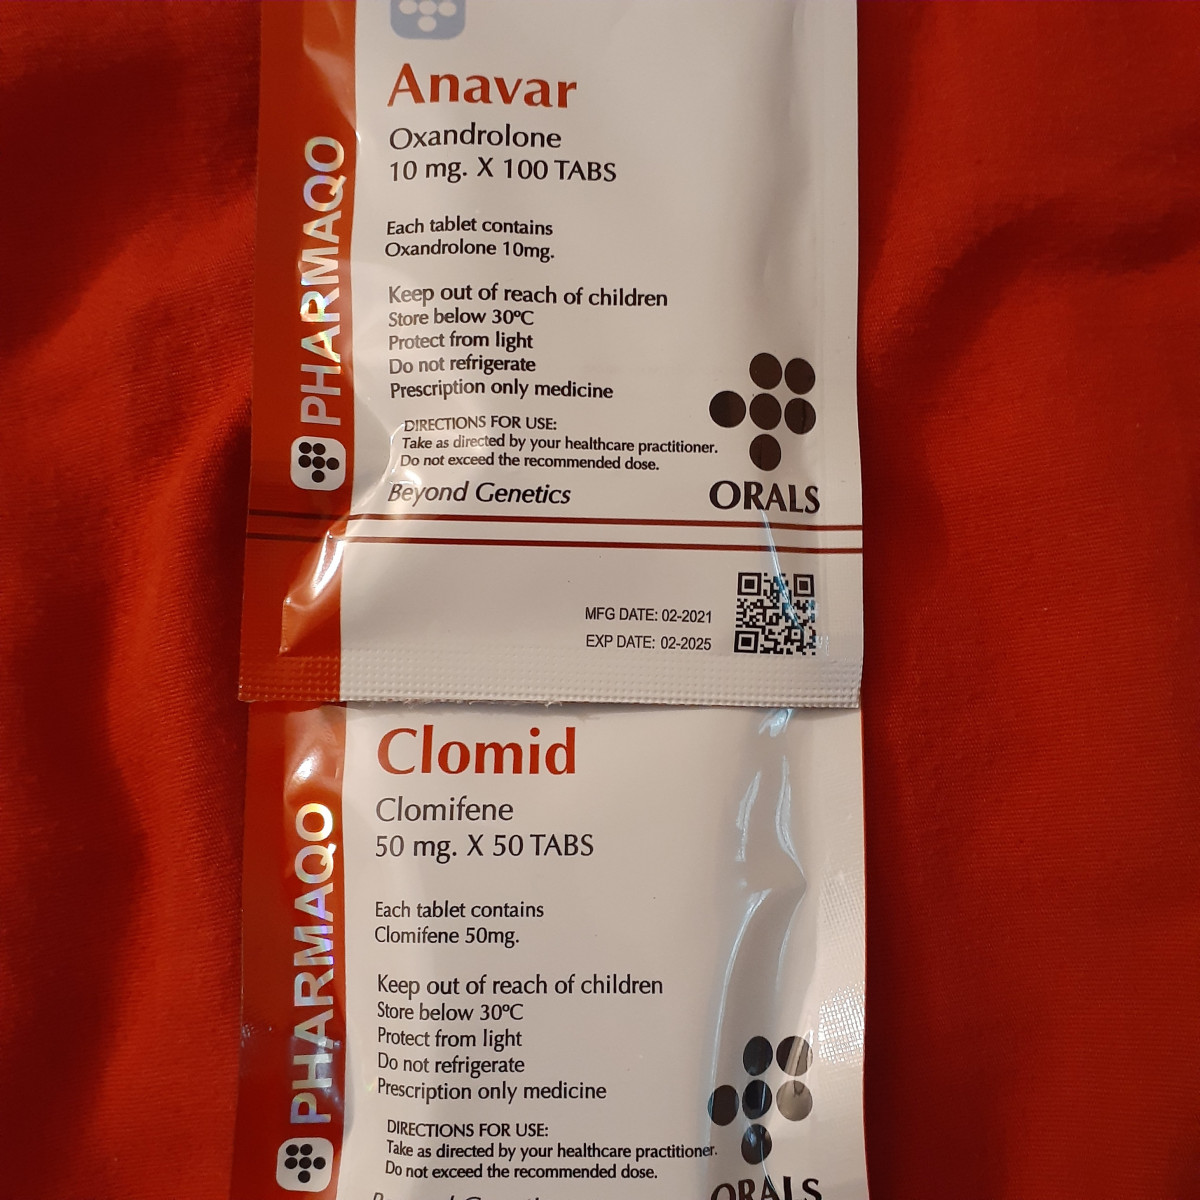 Anavar
Oxandrolone
10 mg. X 100 TABS
Each tablet contains
Oxandrolone 10mg.
Keep out of reach of children
Store below 30ºC
Protect from light
Do not refrigerate
Prescription only medicine
DIRECTIONS FOR USE:
Take as directed by your healthcare practitioner.
Do not exceed the recommended dose.
Beyond Genetics
ORALS
PHARMAQO
MFG DATE: 02-2021
EXP DATE: 02-2025
Clomid
Clomifene
50 mg. X 50 TABS
Each tablet contains
Clomifene 50mg.
Keep out of reach of children
Store below 30ºC
Protect from light
Do not refrigerate
Prescription only medicine
DIRECTIONS FOR USE:
Take as directed by your healthcare practitioner.
Do not exceed the recommended dose.
ORALS
PHARMAQO